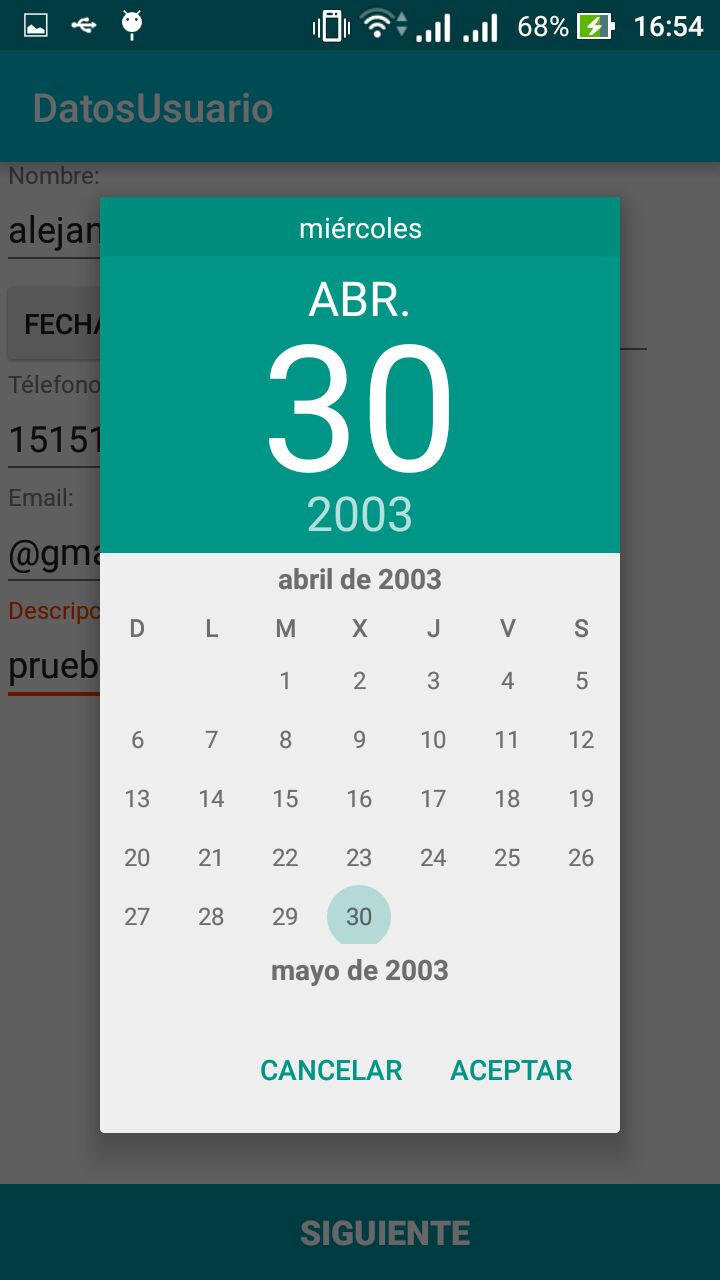 68% 16:54
DatosUsuario
Nombre:
alejan
FECHA
Télefono
15151
Email:
@gma
Descripc
prueb
miércoles
ABR.
30
2003
abril de 2003
D L M X J V S
1 2 3 4 5
6 7 8 9 10 11 12
13 14 15 16 17 18 19
20 21 22 23 24 25 26
27 28 29 30
mayo de 2003
CANCELAR ACEPTAR
SIGUIENTE